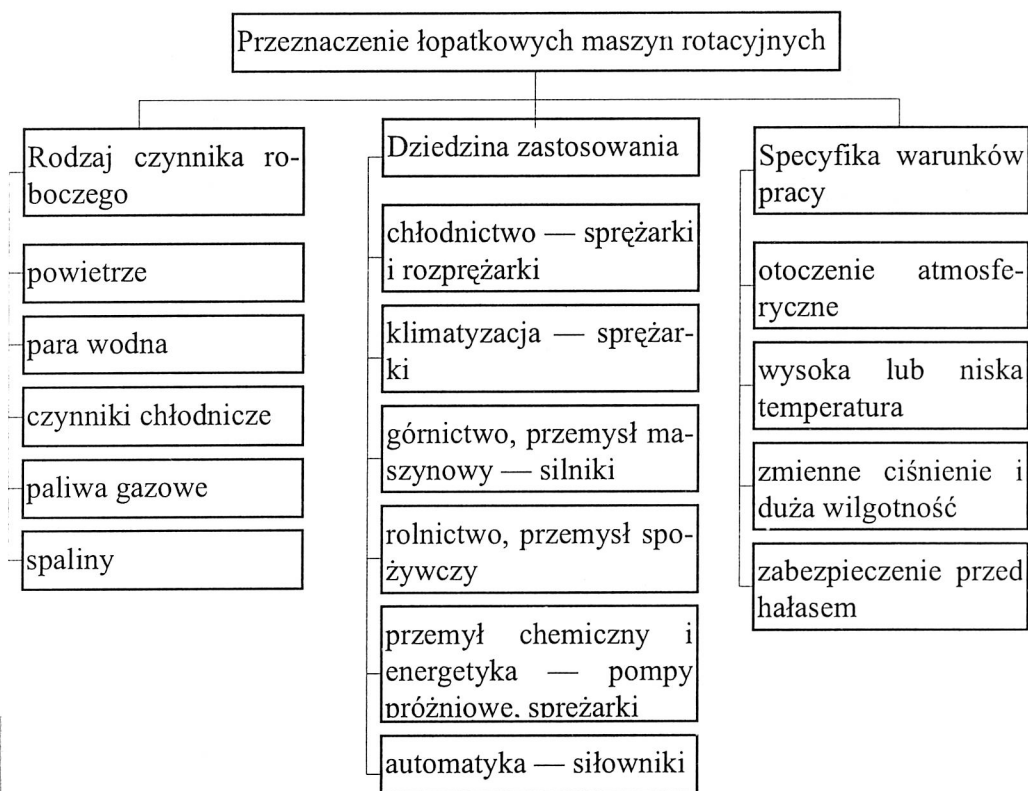 Przeznaczenie łopatkowych maszyn rotacyjnych
Rodzaj czynnika ro-
boczego
powietrze
para wodna
czynniki chłodnicze
paliwa gazowe
spaliny
Dziedzina zastosowania
chłodnictwo — sprężarki
i rozprężarki
klimatyzacja — sprężar-
ki
górnictwo, przemysł ma-
szynowy — silniki
rolnictwo, przemysł spo-
żywczy
przemył chemiczny i
energetyka — pompy
próżniowe, sprężarki
automatyka — siłowniki
Specyfika warunków
pracy
otoczenie atmosfe-
ryczne
wysoka lub niska
temperatura
zmienne ciśnienie i
duża wilgotność
zabezpieczenie przed
hałasem